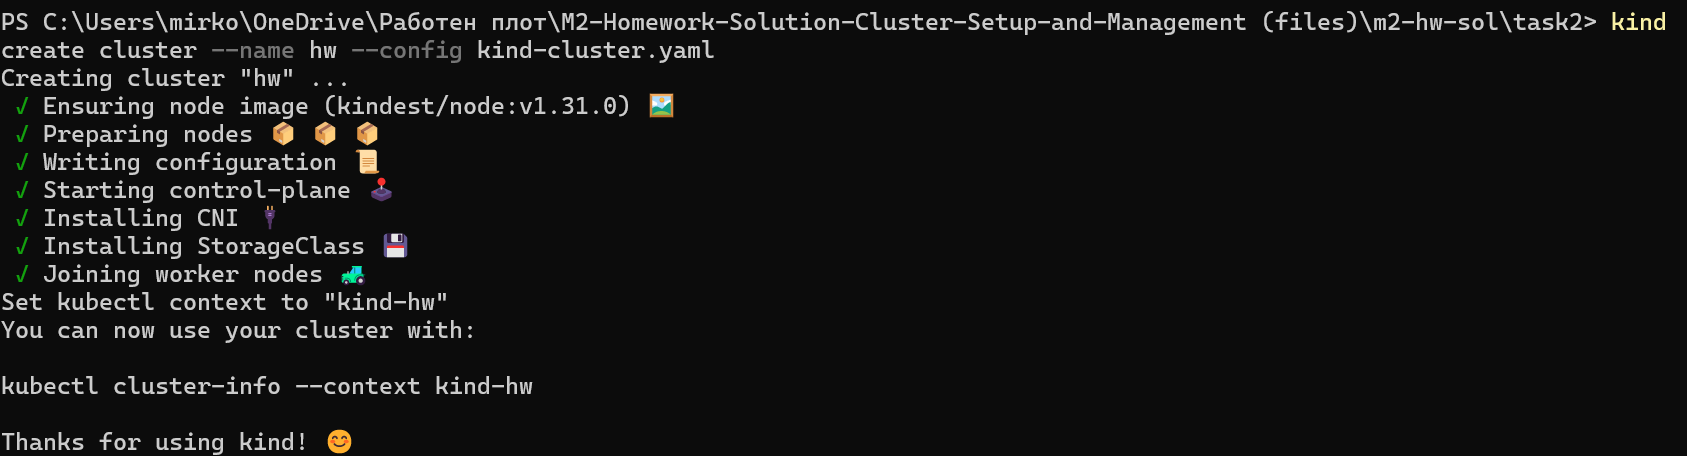 PS C:\Users\mirko\OneDrive\Работен плот\M2-Homework-Solution-Cluster-Setup-and-Management (files)\m2-hw-sol\task2> kind
create cluster --name hw --config kind-cluster.yaml
Creating cluster "hw" ...
√ Ensuring node image (kindest/node:v1.31.0) 🖼
√ Preparing nodes 📦 📦 📦
√ Writing configuration 📜
√ Starting control-plane 🕹
√ Installing CNI 🔌
√ Installing StorageClass 💾
√ Joining worker nodes 🚜
Set kubectl context to "kind-hw"
You can now use your cluster with:

kubectl cluster-info --context kind-hw

Thanks for using kind! 😊